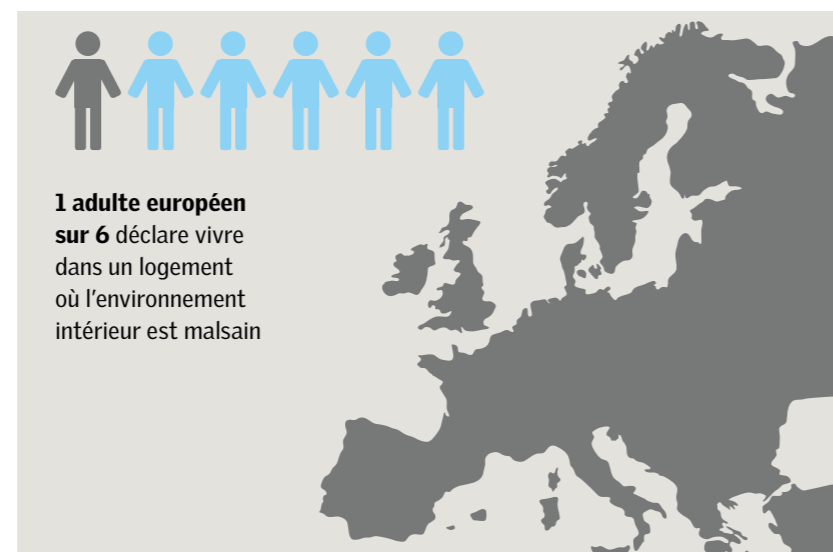 1 adulte européen
sur 6 déclare vivre
dans un logement
où l'environnement
intérieur est malsain